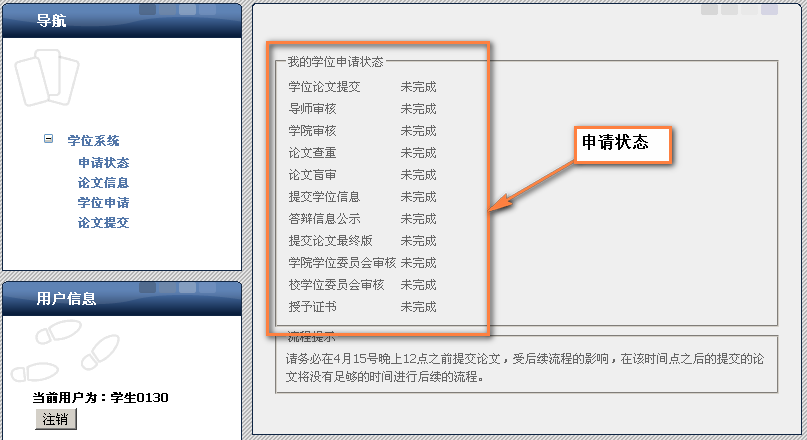 导航
学位系统
申请状态
论文信息
学位申请
论文提交
用户信息
当前用户为：学生0130
注销
我的学位申请状态
学位论文提交 未完成
导师审核 未完成
学院审核 未完成
论文查重 未完成
论文盲审 未完成
提交学位信息 未完成
答辩信息公示 未完成
提交论文最终版 未完成
学院学位委员会审核 未完成
校学位委员会审核 未完成
授予证书 未完成
申请状态
流程提示
请务必在4月15号晚上12点之前提交论文，受后续流程的影响，在该时间点之后的提交的论
文将没有足够的时间进行后续的流程。